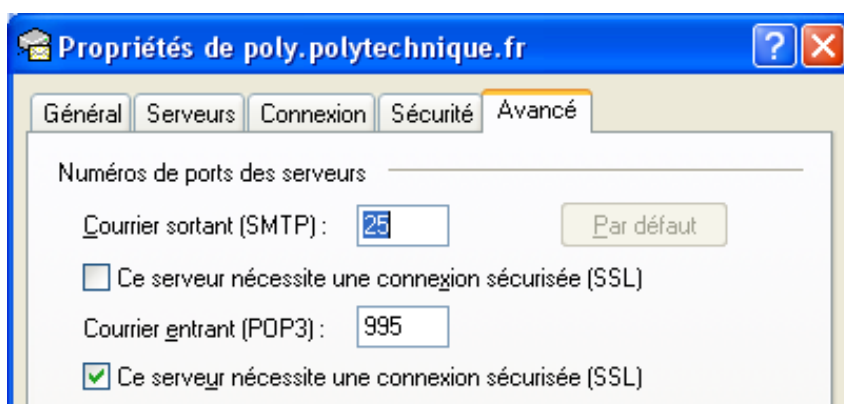 Propriétés de poly.polytechnique.fr
Général Serveurs Connexion Sécurité Avancé
Numéros de ports des serveurs
Courrier sortant (SMTP) : 25 Par défaut
Ce serveur nécessite une connexion sécurisée (SSL)
Courrier entrant (POP3) : 995
Ce serveur nécessite une connexion sécurisée (SSL)